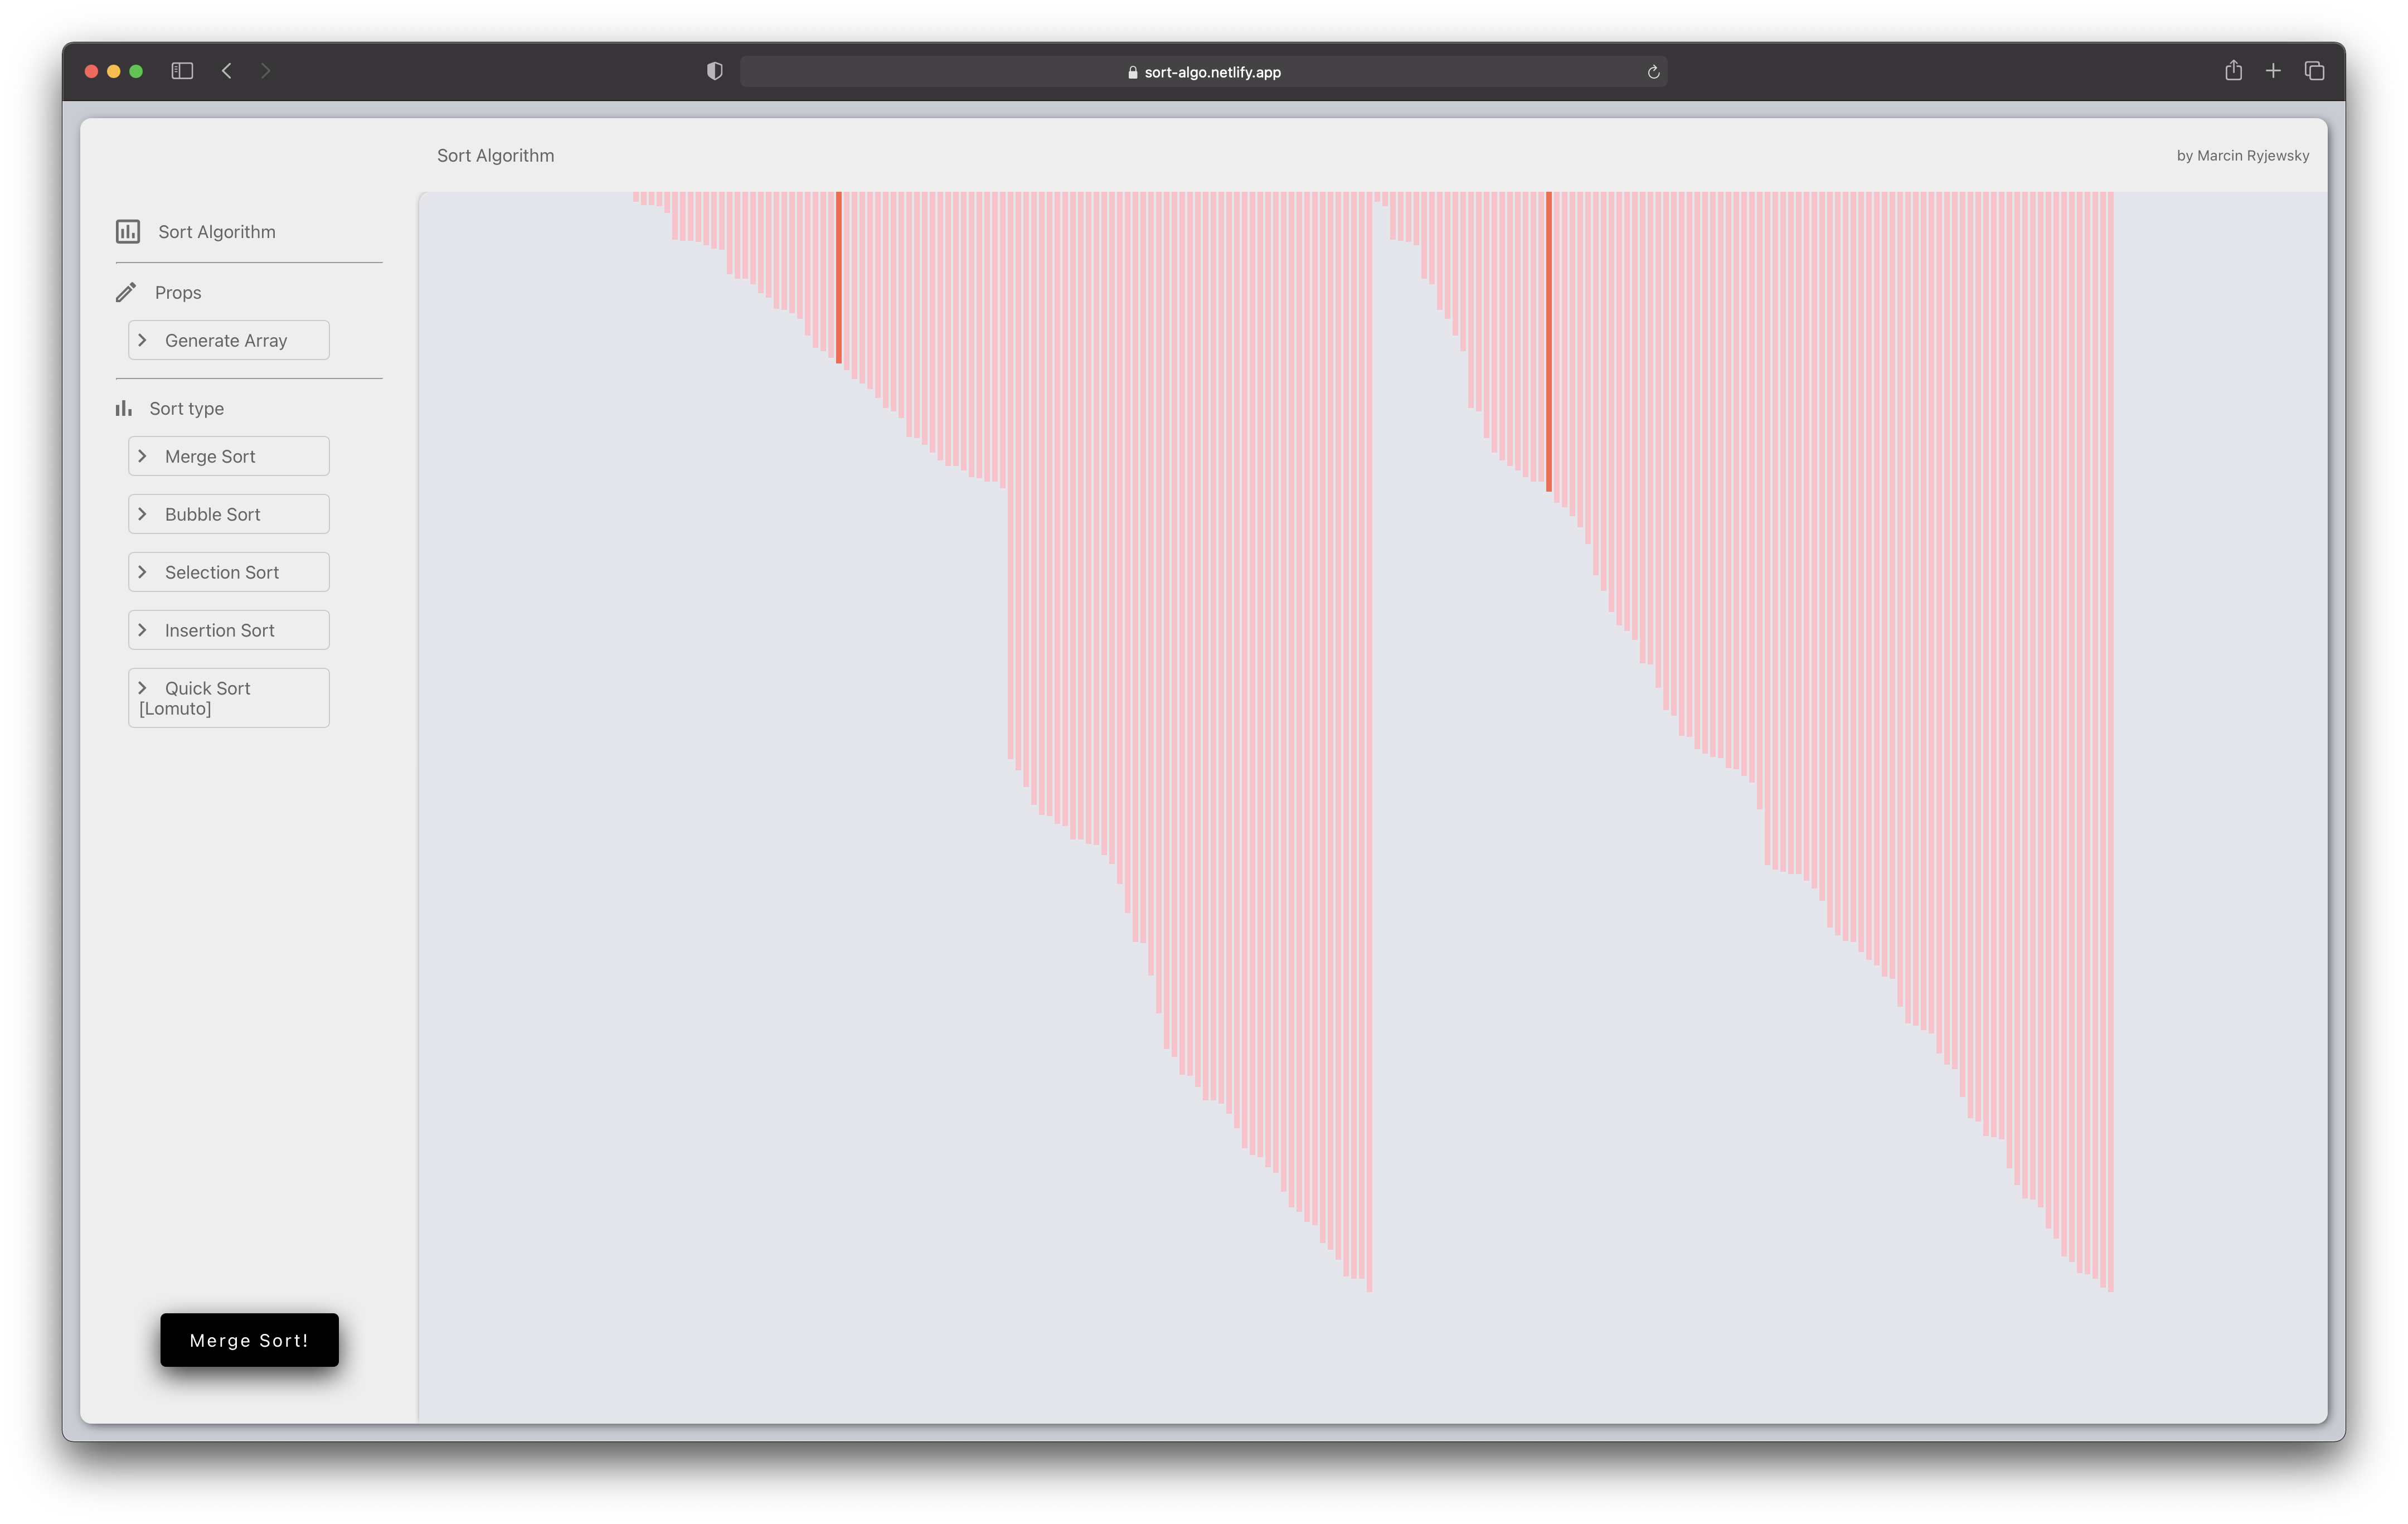 sort-algo.netlify.app
Sort Algorithm
by Marcin Ryjewsky
Sort Algorithm
Props
Generate Array
Sort type
Merge Sort
Bubble Sort
Selection Sort
Insertion Sort
Quick Sort
[Lomuto]
Merge Sort!